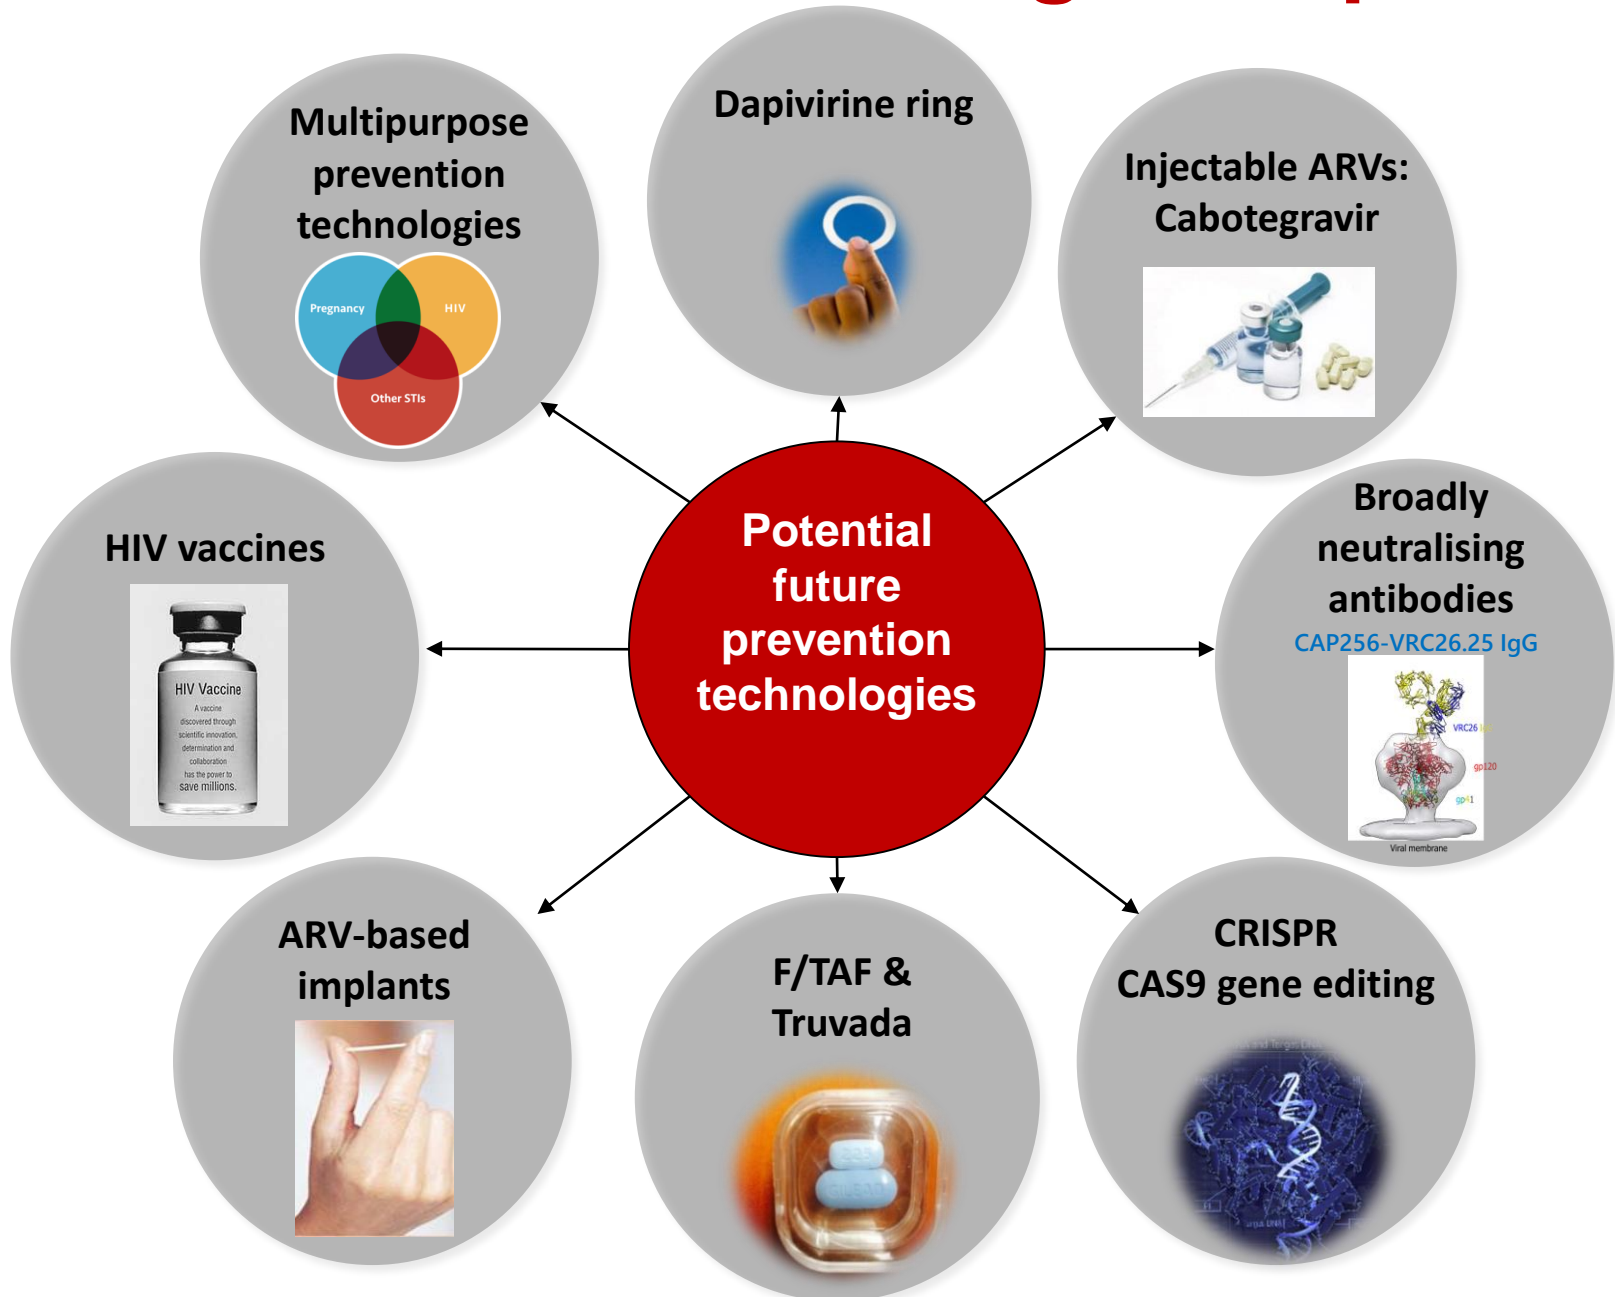 Multipurpose
prevention
technologies
Pregnancy
HIV
Other STIs
Dapivirine ring
Injectable ARVs:
Cabotegravir
HIV vaccines
HIV Vaccine
A vaccine
discovered through
scientific innovation,
determination and
collaboration
has the power to
save millions.
Potential
future
prevention
technologies
Broadly
neutralising
antibodies
CAP256-VRC26.25 IgG
VRC26
gp120
gp41
Viral membrane
ARV-based
implants
F/TAF &
Truvada
225
CRISPR
CAS9 gene editing